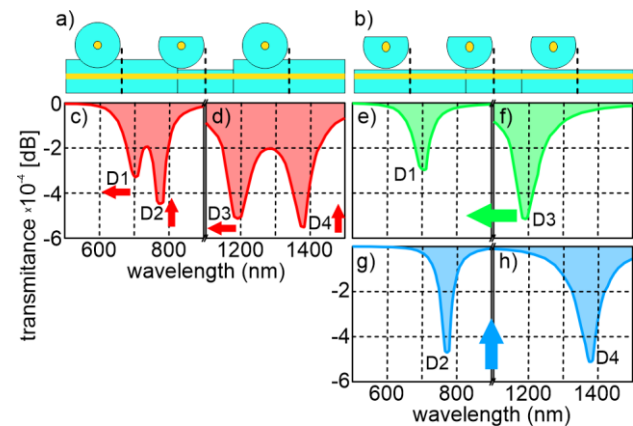 a)
b)
0
-2
-4
-6
transmitance ×10⁻⁴ [dB]
c)
d)
D1
D2
D3
D4
600
800
1200
1400
wavelength (nm)
e)
f)
D1
D3
g)
h)
-2
-4
-6
D2
D4
600
800
1200
1400
wavelength (nm)